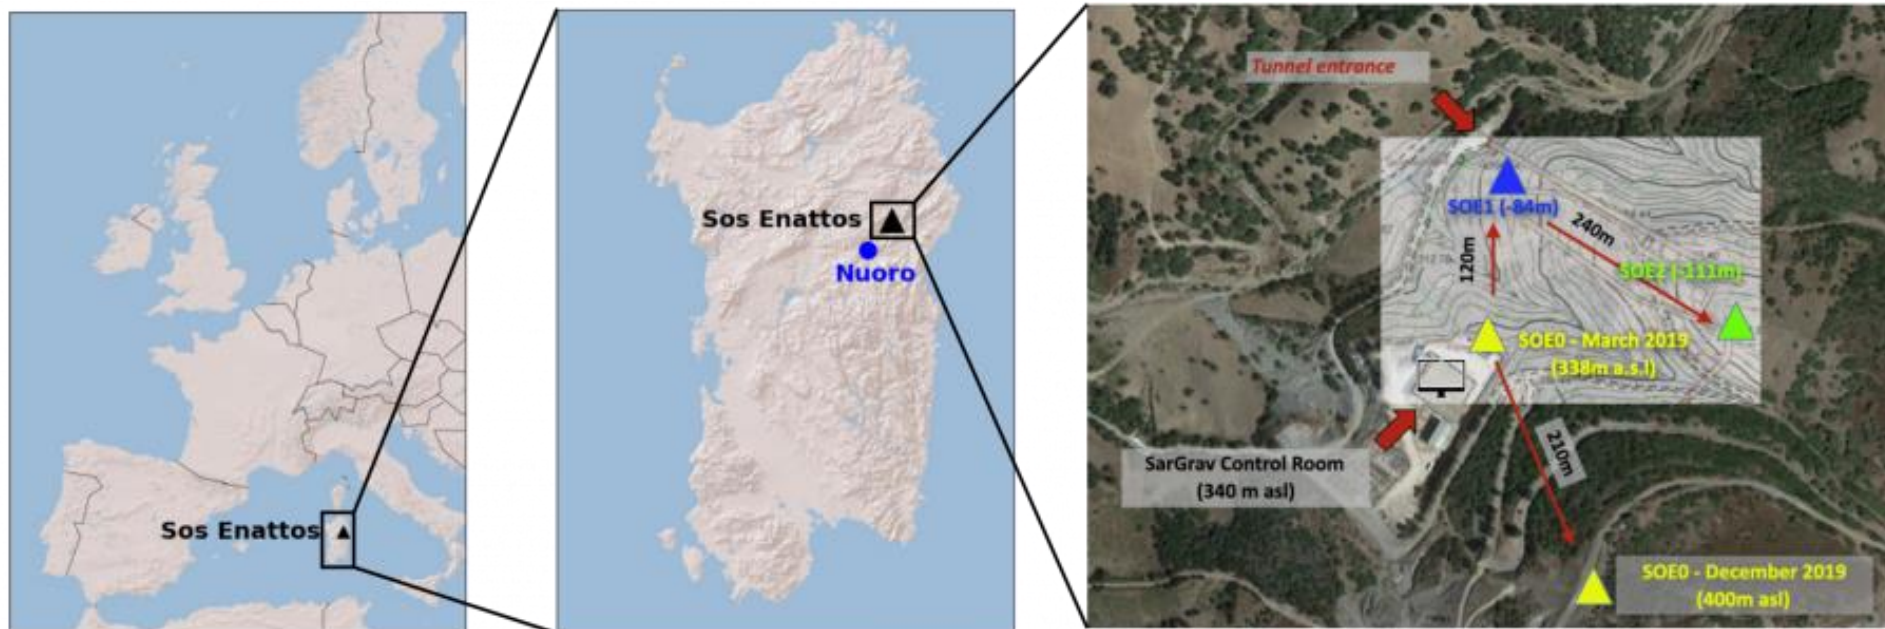 Sos Enattos
Sos Enattos
Nuoro
Tunnel entrance
SOE1 (-84m)
240m
120m
SOE2 (-111m)
SOE0 - March 2019
(338m a.s.l)
210m
SarGrav Control Room
(340 m asl)
SOE0 - December 2019
(400m asl)